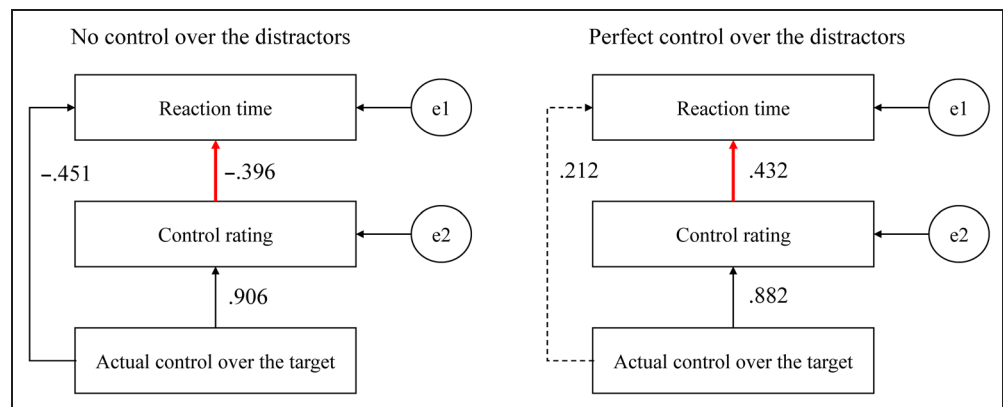 No control over the distractors
Reaction time
e1
−.451
−.396
Control rating
e2
.906
Actual control over the target
Perfect control over the distractors
Reaction time
e1
.212
.432
Control rating
e2
.882
Actual control over the target